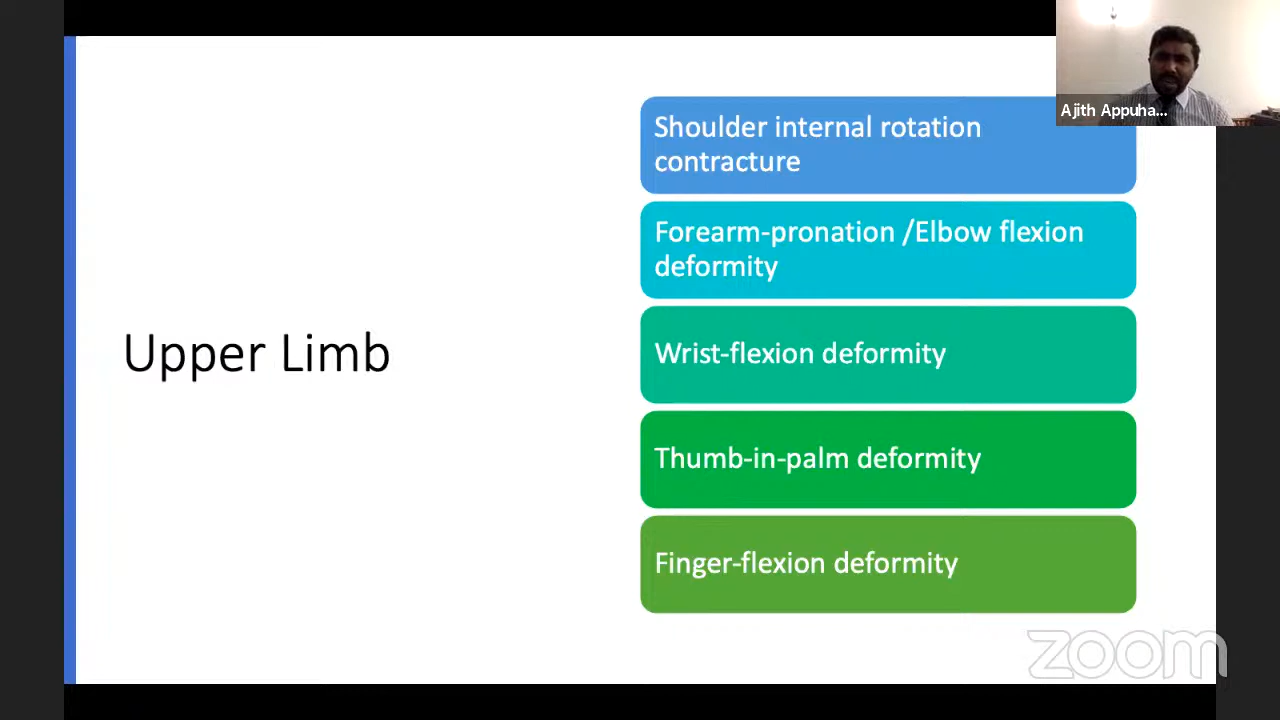 Ajith Appuha...
Shoulder internal rotation
contracture
Forearm-pronation /Elbow flexion
deformity
Upper Limb
Wrist-flexion deformity
Thumb-in-palm deformity
Finger-flexion deformity
zoom